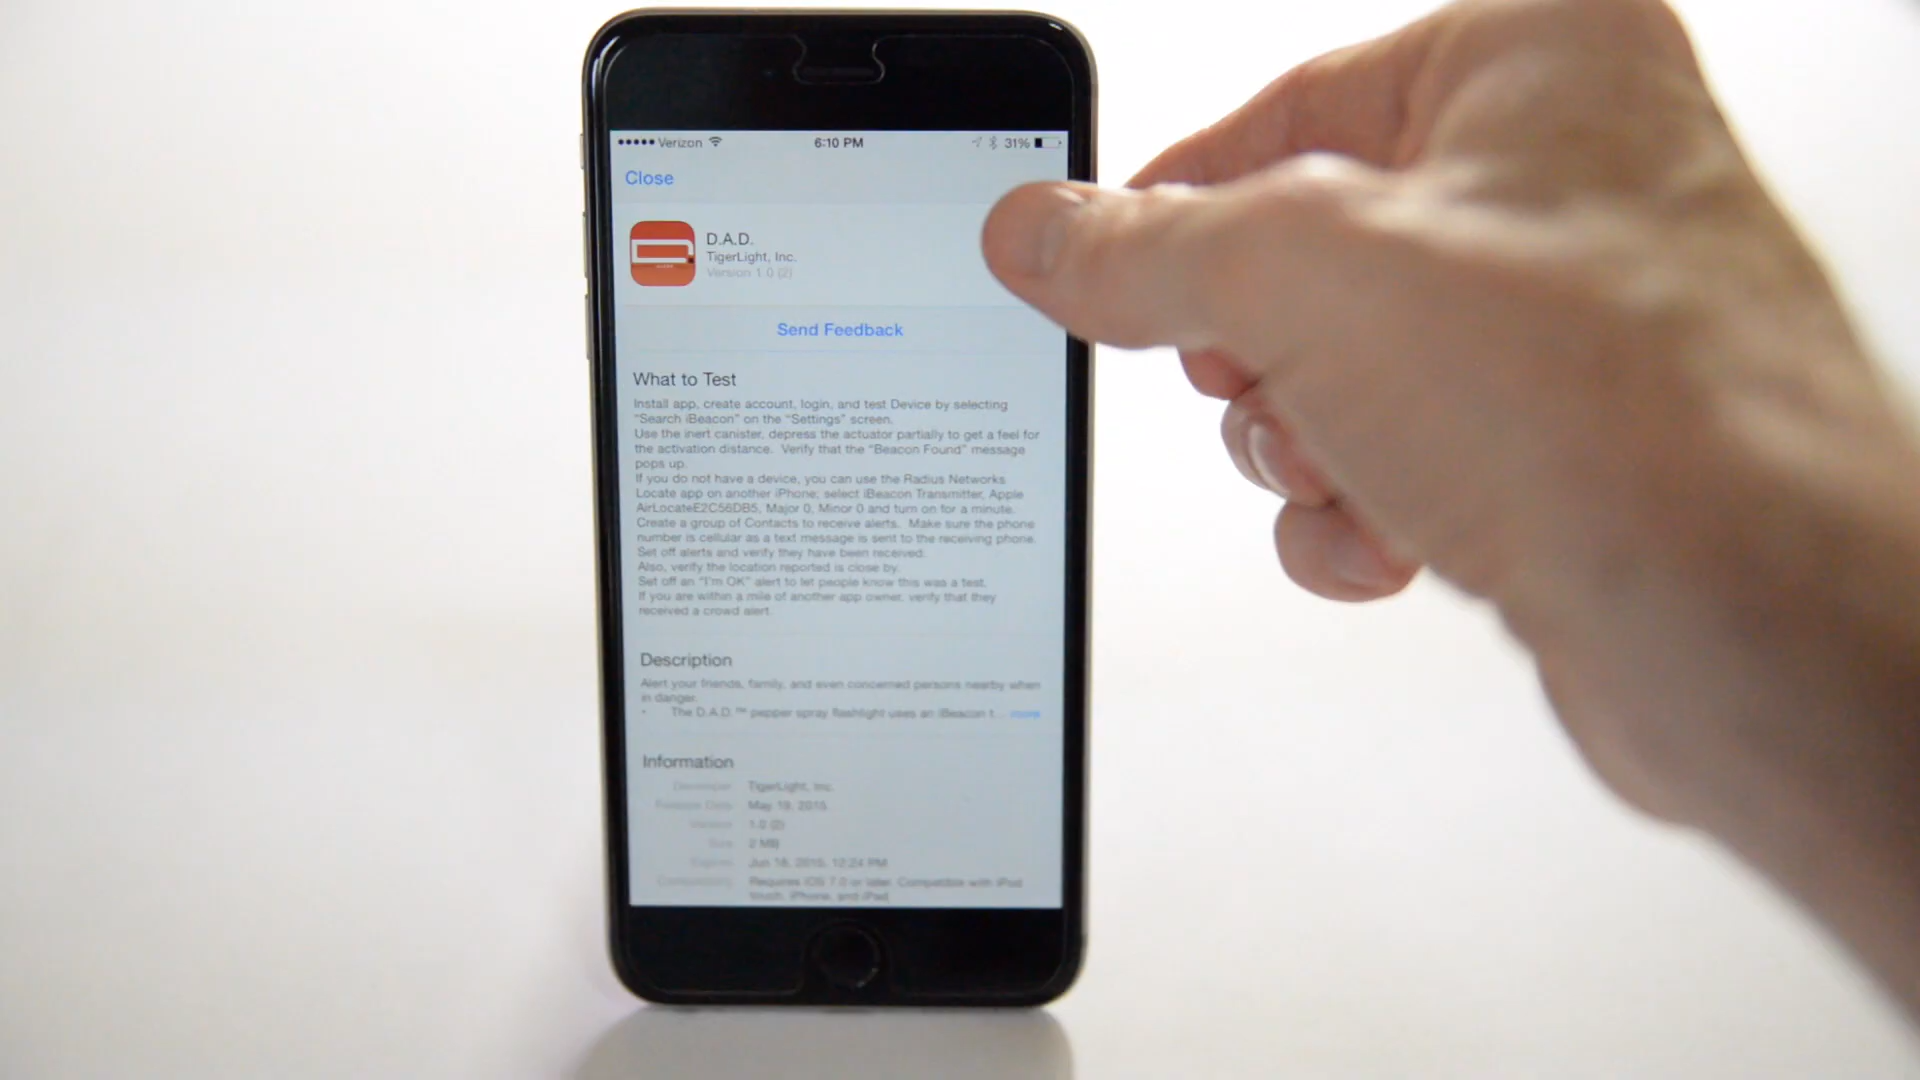 ●●●●● Verizon 6:10 PM 31%
Close
D.A.D.
TigerLight, Inc.
Version 1.0 (2)
Send Feedback
What to Test
Install app, create account, login, and test Device by selecting
“Search iBeacon” on the “Settings” screen.
Use the inert canister, depress the actuator partially to get a feel for
the activation distance. Verify that the “Beacon Found” message
pops up.
If you do not have a device, you can use the Radius Networks
Locate app on another iPhone; select iBeacon Transmitter, Apple
AirLocateE2C56DB5, Major 0, Minor 0 and turn on for a minute.
Create a group of Contacts to receive alerts. Make sure the phone
number is cellular as a text message is sent to the receiving phone.
Set off alerts and verify they have been received.
Also, verify the location reported is close by.
Set off an “I'm OK” alert to let people know this was a test.
If you are within a mile of another app owner, verify that they
received a crowd alert.
Description
Alert your friends, family, and even concerned persons nearby when
in danger.
• The D.A.D.™ pepper spray flashlight uses an iBeacon t... more
Information
Developer TigerLight, Inc.
Release Date May 19, 2015
Version 1.0 (2)
Size 2 MB
Expires Jun 18, 2015, 12:24 PM
Compatibility Requires iOS 7.0 or later. Compatible with iPod
touch, iPhone, and iPad.